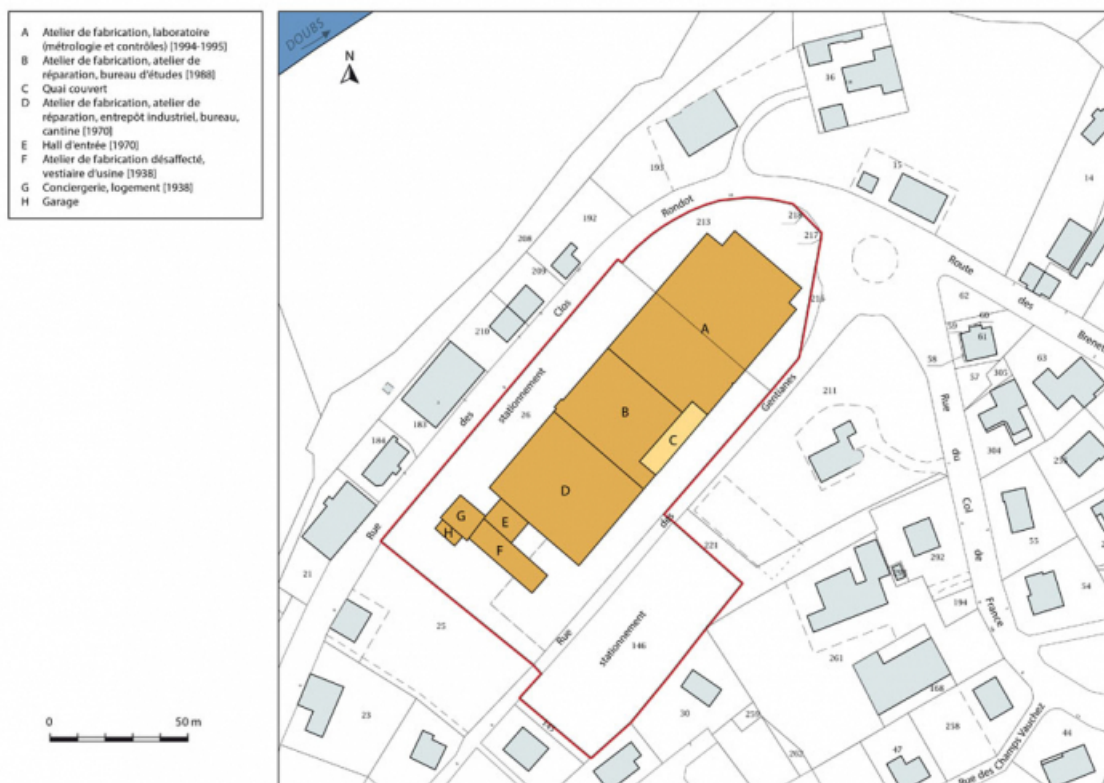 A Atelier de fabrication, laboratoire
(métrologie et contrôles) [1994-1995]
B Atelier de fabrication, atelier de
réparation, bureau d'études [1988]
C Quai couvert
D Atelier de fabrication, atelier de
réparation, entrepôt industriel, bureau,
cantine [1970]
E Hall d'entrée [1970]
F Atelier de fabrication désaffecté,
vestiaire d'usine [1938]
G Conciergerie, logement [1938]
H Garage
DOUBS
N
16
193
15
14
192
Rondot
213
218
217
208
209
Clos
215
Route
des
Brenet
210
62
60
59
61
58
57
305
63
304
A
stationnement
26
des
Gentianes
211
Rue
du
Col
de
France
183
184
B
C
D
E
F
G
H
Rue
21
des
221
292
55
54
194
25
Rue
stationnement
146
261
168
23
30
259
258
262
47
44
Rue des Champs Vauchez
0 50 m